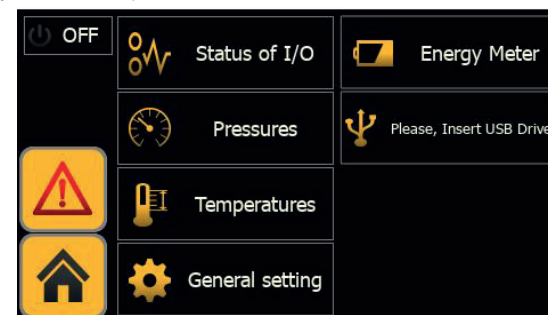 OFF
Status of I/O
Energy Meter
Pressures
Please, Insert USB Drive
Temperatures
General setting